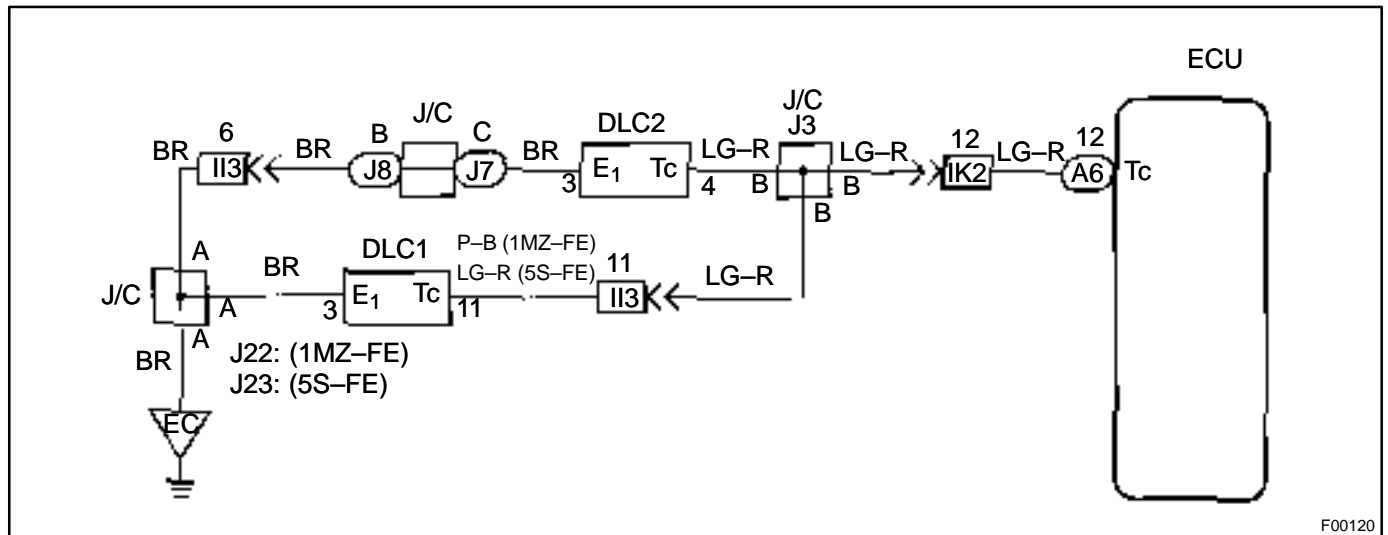 ECU
J/C
J3
6
B
J/C
C
DLC2
12
12
BR
II3
BR
J8
J7
BR
3
E1
Tc
LG–R
4
B
B
LG–R
IK2
LG–R
A6
Tc
B
A
DLC1
P–B (1MZ–FE)
LG–R (5S–FE)
11
J/C
A
BR
3
E1
Tc
11
II3
LG–R
A
BR
J22: (1MZ–FE)
J23: (5S–FE)
EC
F00120